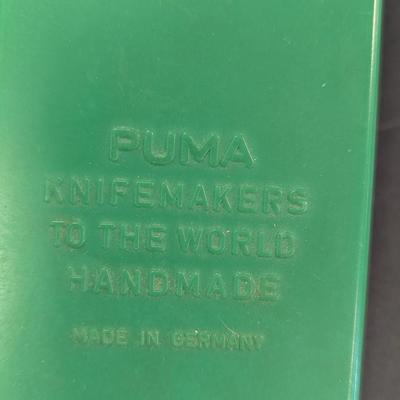 PUMA
KNIFEMAKERS
TO THE WORLD
HANDMADE
MADE IN GERMANY